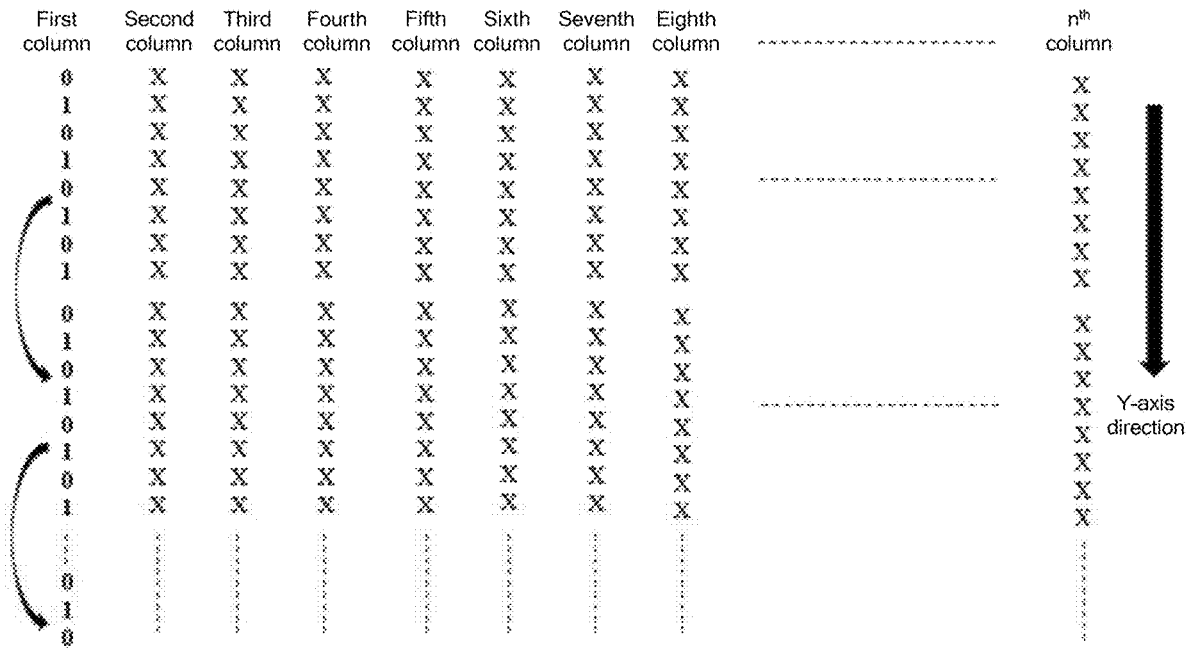 First Second Third Fourth Fifth Sixth Seventh Eighth nth
column column column column column column column column column
0 X X X X X X X X
1 X X X X X X X X
0 X X X X X X X X
1 X X X X X X X X
0 X X X X X X X X
1 X X X X X X X X
0 X X X X X X X X
1 X X X X X X X X
0 X X X X X X X X
1 X X X X X X X X
0 X X X X X X X X
1 X X X X X X X X
0 X X X X X X X X
1 X X X X X X X X
0 X X X X X X X X
1 X X X X X X X X
0
1
0
Y-axis
direction